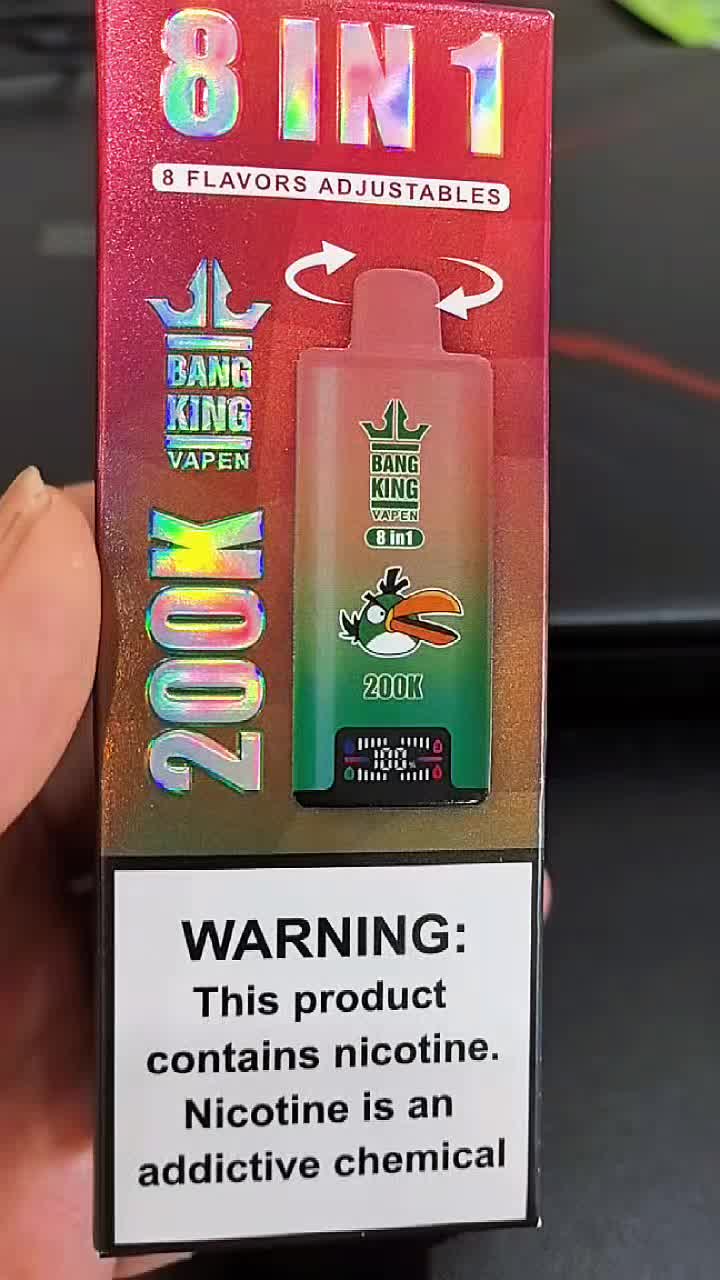 8 IN 1
8 FLAVORS ADJUSTABLES
BANG
KING
VAPEN
200K
BANG
KING
VAPEN
8 in1
200K
100%
WARNING:
This product
contains nicotine.
Nicotine is an
addictive chemical